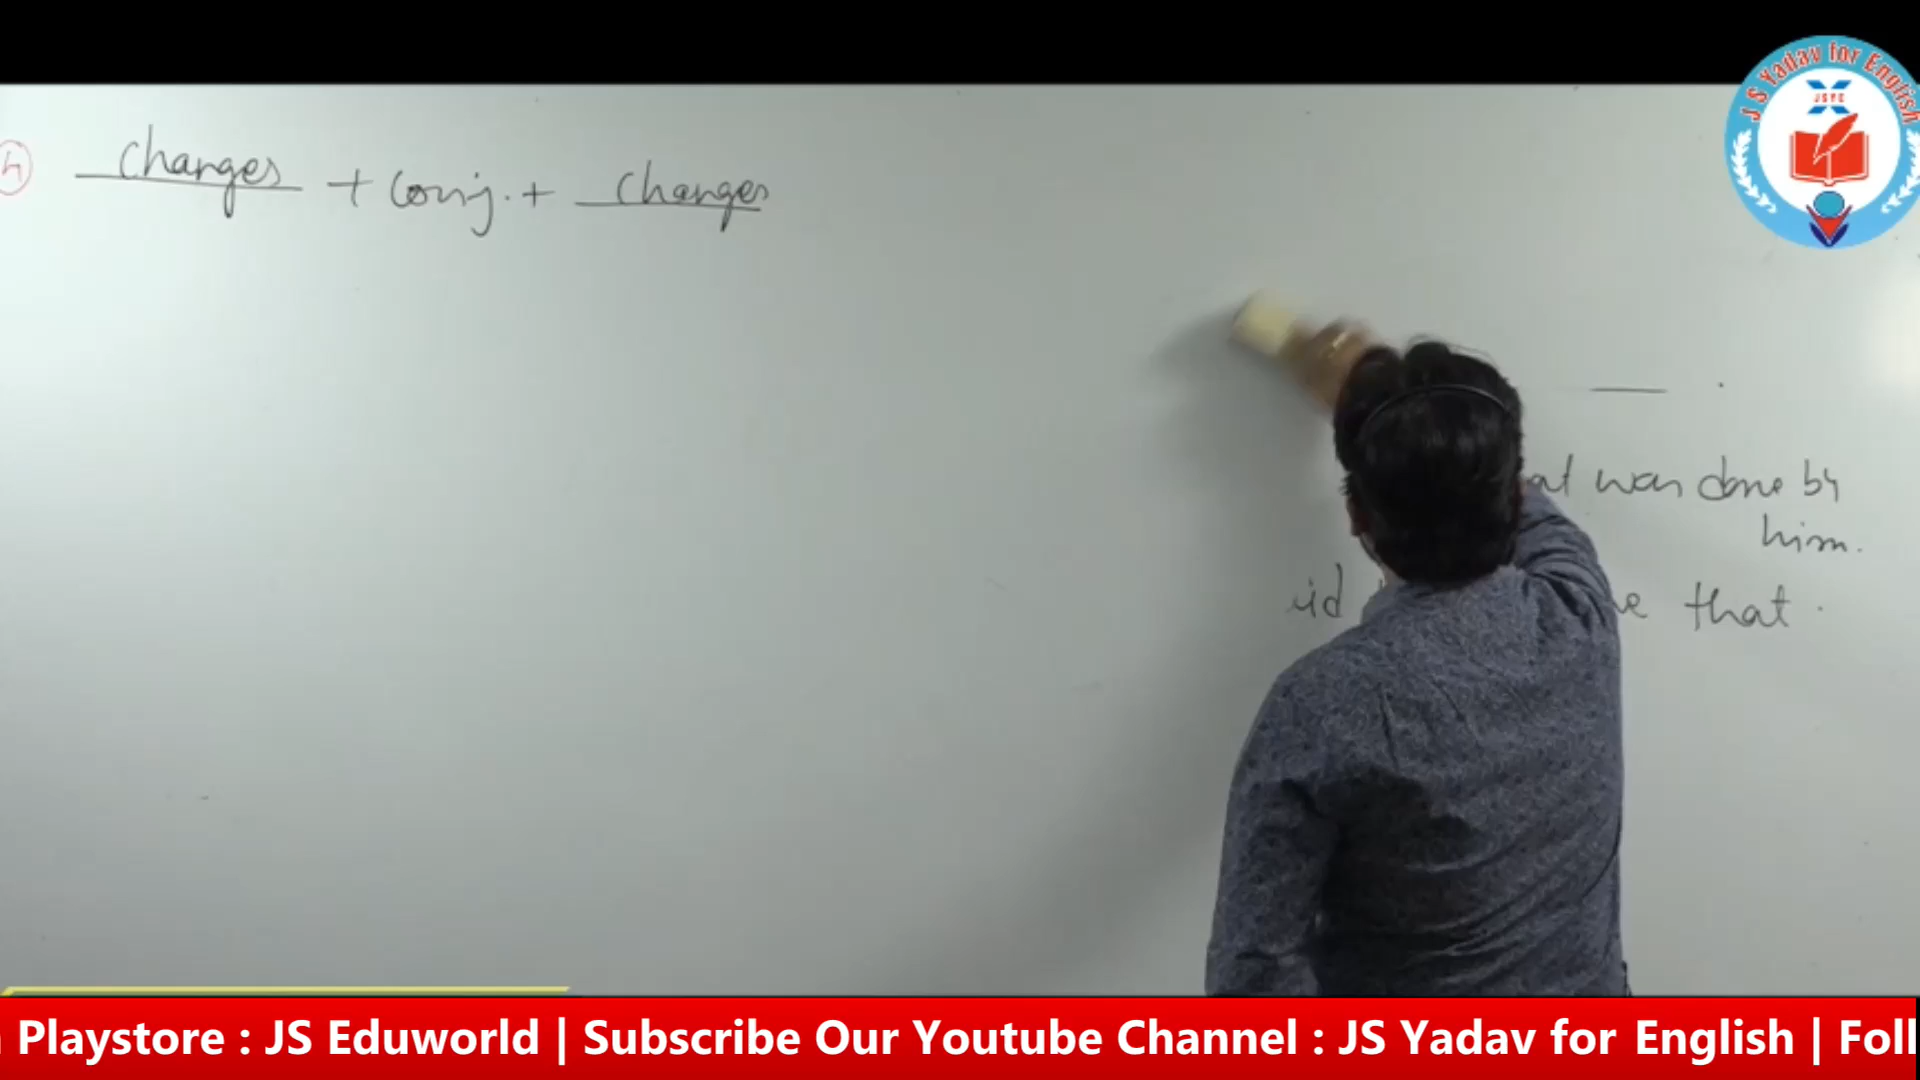 4 changes + Conj. + changes
was done by
him.
that .
J S Yadav for English
JSYE
Playstore : JS Eduworld | Subscribe Our Youtube Channel : JS Yadav for English | Foll